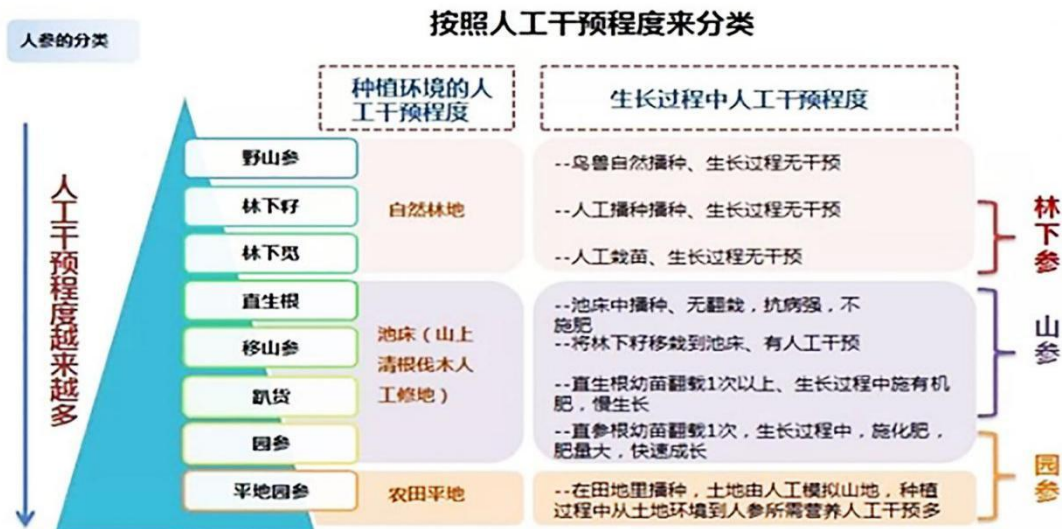 按照人工干预程度来分类
人参的分类
种植环境的人
工干预程度
生长过程中人工干预程度
人工干预程度越来越多
野山参
自然林地
--鸟兽自然播种、生长过程无干预
林下籽
--人工播种播种、生长过程无干预
林下觅
--人工栽苗、生长过程无干预
林下参
直生根
池床（山上
清根伐木人
工修地）
--池床中播种、无翻栽，抗病强，不
施肥
移山参
--将林下籽移栽到池床、有人工干预
趴货
--直生根幼苗翻载1次以上、生长过程中施有机
肥，慢生长
山参
园参
--直参根幼苗翻载1次，生长过程中，施化肥，
肥量大，快速成长
平地园参
农田平地
--在田地里播种，土地由人工模拟山地，种植
过程中从土地环境到人参所需营养人工干预多
园参